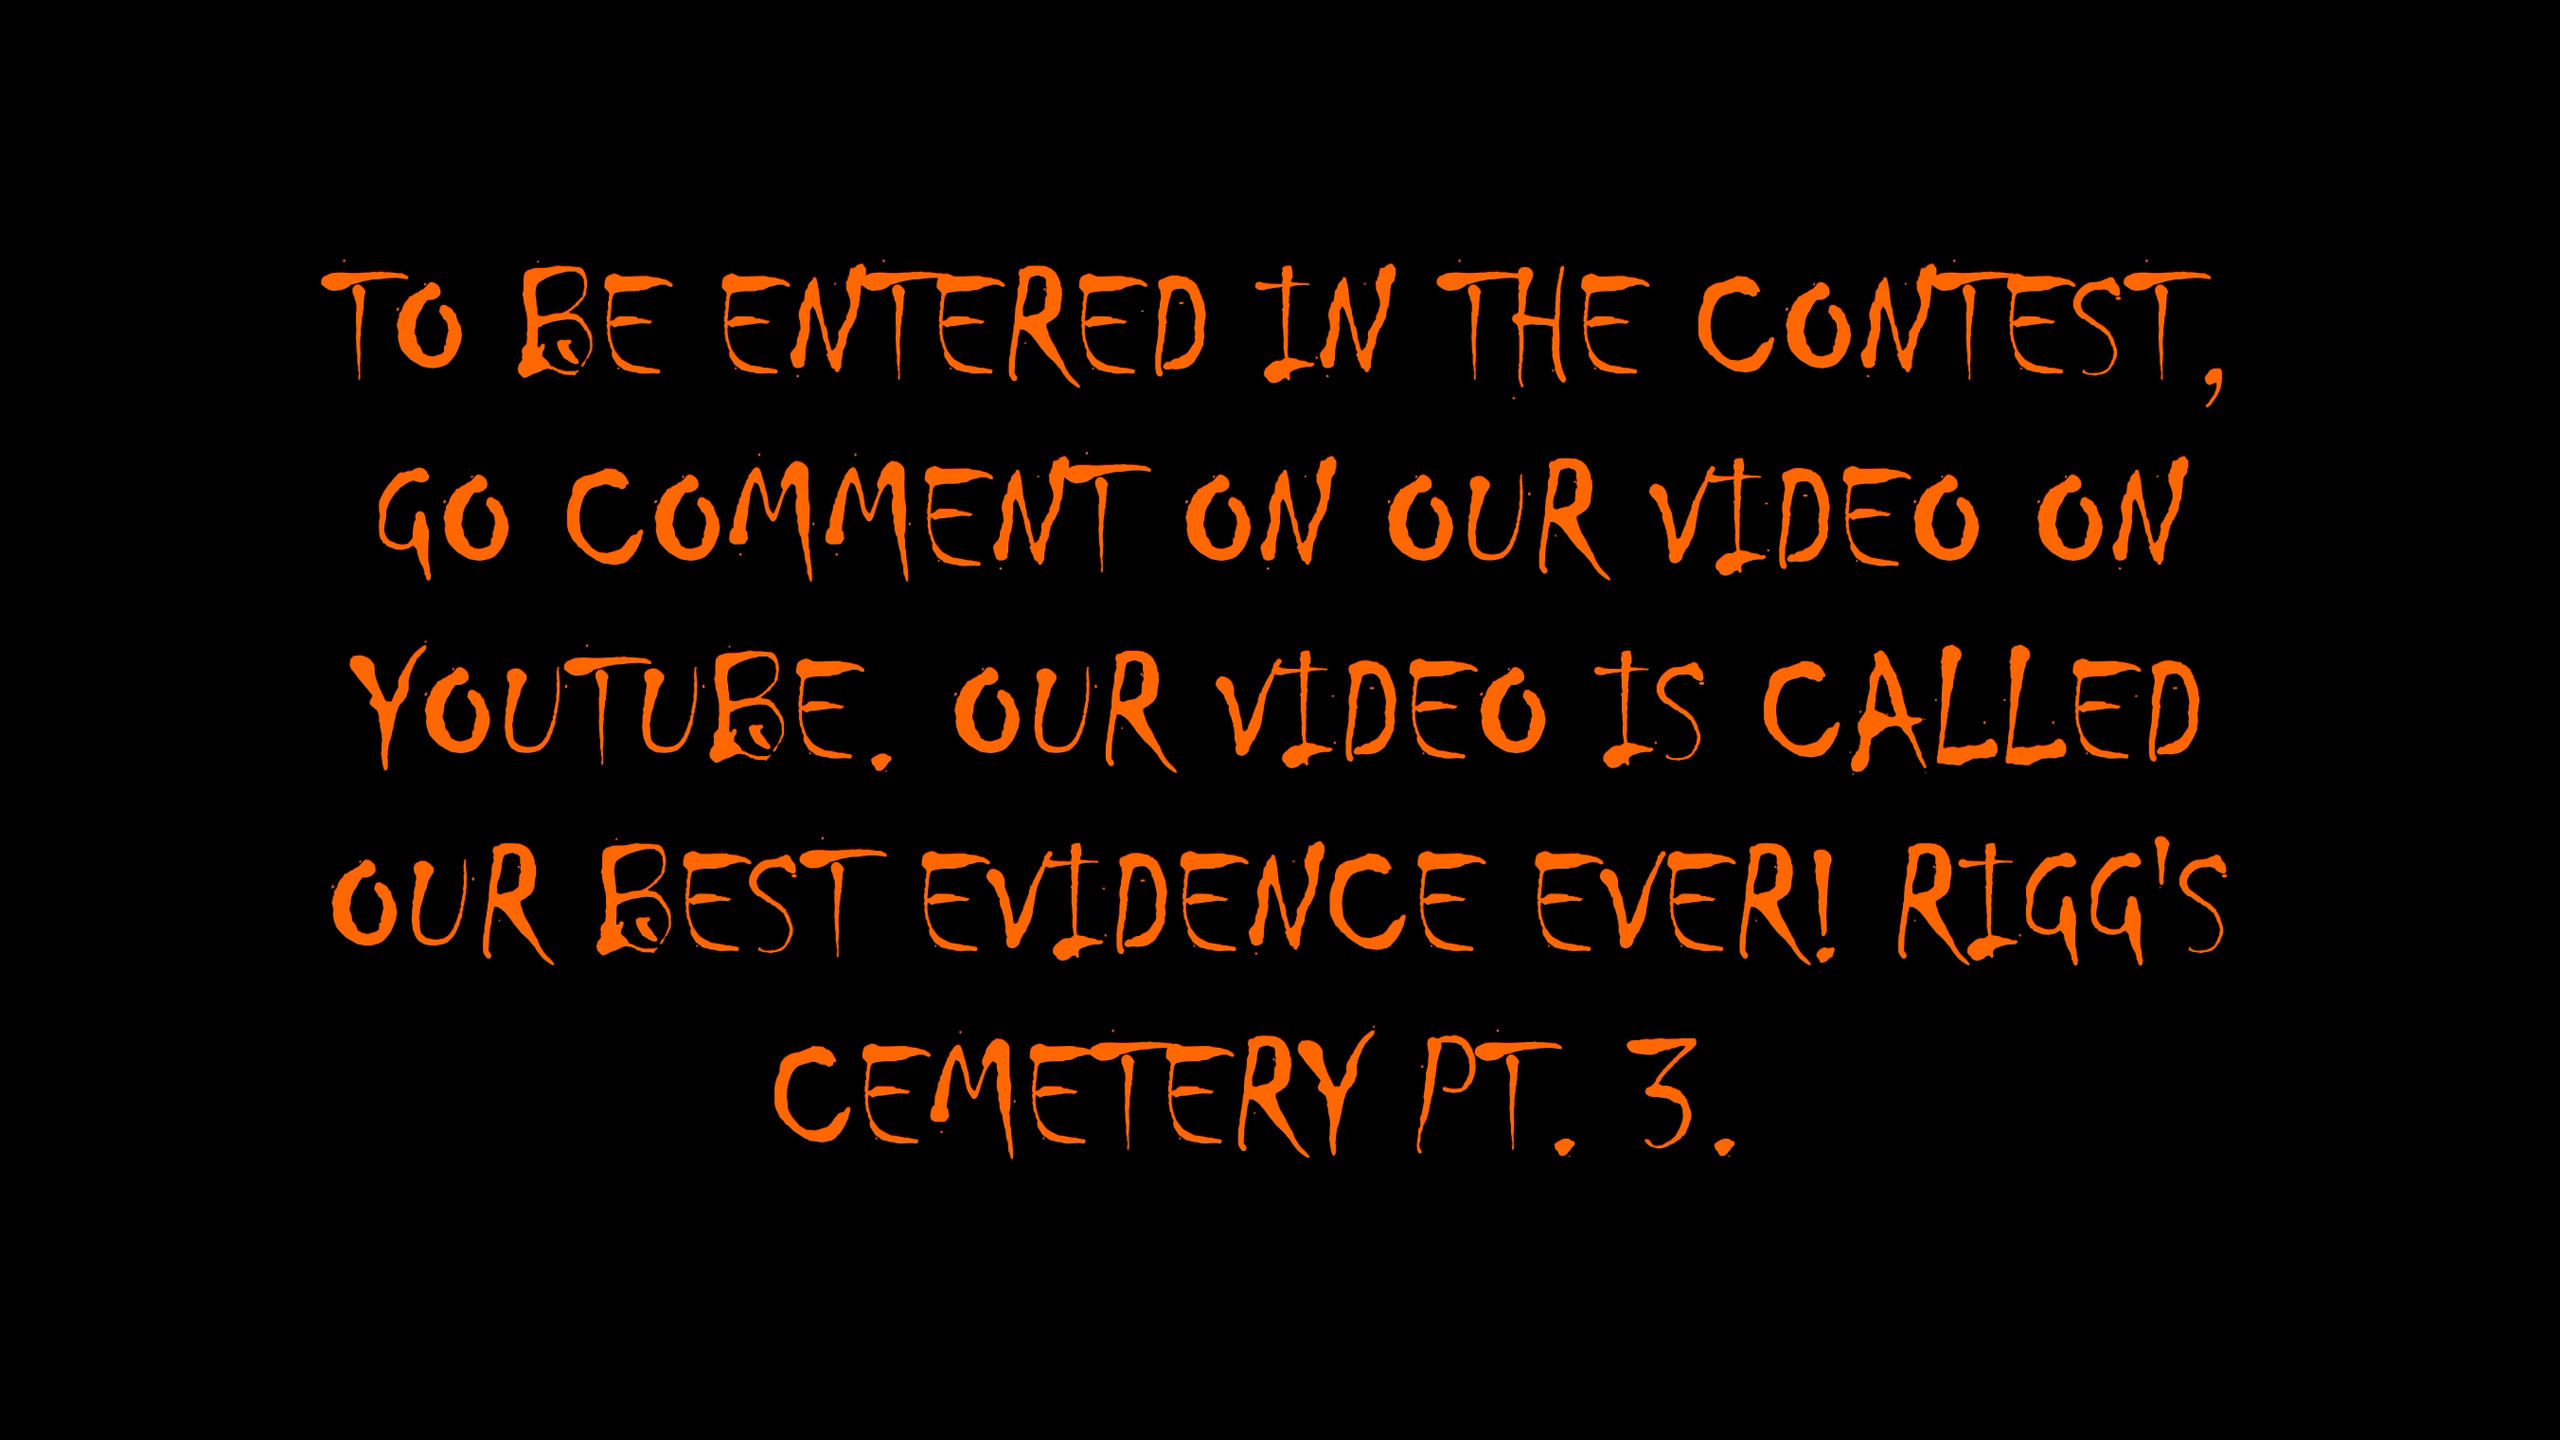 TO BE ENTERED IN THE CONTEST,
GO COMMENT ON OUR VIDEO ON
YOUTUBE. OUR VIDEO IS CALLED
OUR BEST EVIDENCE EVER! RIGG'S
CEMETERY PT. 3.